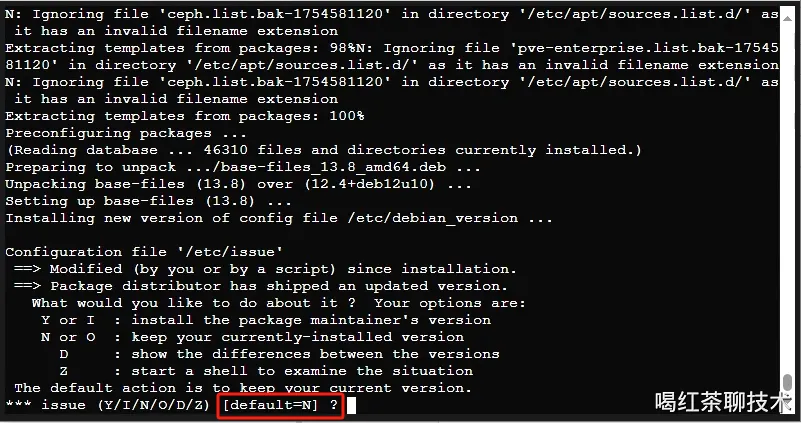 N: Ignoring file 'ceph.list.bak-1754581120' in directory '/etc/apt/sources.list.d/' as
it has an invalid filename extension
Extracting templates from packages: 98%N: Ignoring file 'pve-enterprise.list.bak-17545
81120' in directory '/etc/apt/sources.list.d/' as it has an invalid filename extension
N: Ignoring file 'ceph.list.bak-1754581120' in directory '/etc/apt/sources.list.d/' as
it has an invalid filename extension
Extracting templates from packages: 100%
Preconfiguring packages ...
(Reading database ... 46310 files and directories currently installed.)
Preparing to unpack .../base-files_13.8_amd64.deb ...
Unpacking base-files (13.8) over (12.4+deb12u10) ...
Setting up base-files (13.8) ...
Installing new version of config file /etc/debian_version ...
Configuration file '/etc/issue'
==> Modified (by you or by a script) since installation.
==> Package distributor has shipped an updated version.
What would you like to do about it ?  Your options are:
Y or I  : install the package maintainer's version
N or O  : keep your currently-installed version
D     : show the differences between the versions
Z     : start a shell to examine the situation
The default action is to keep your current version.
*** issue (Y/I/N/O/D/Z) [default=N] ?
喝红茶聊技术